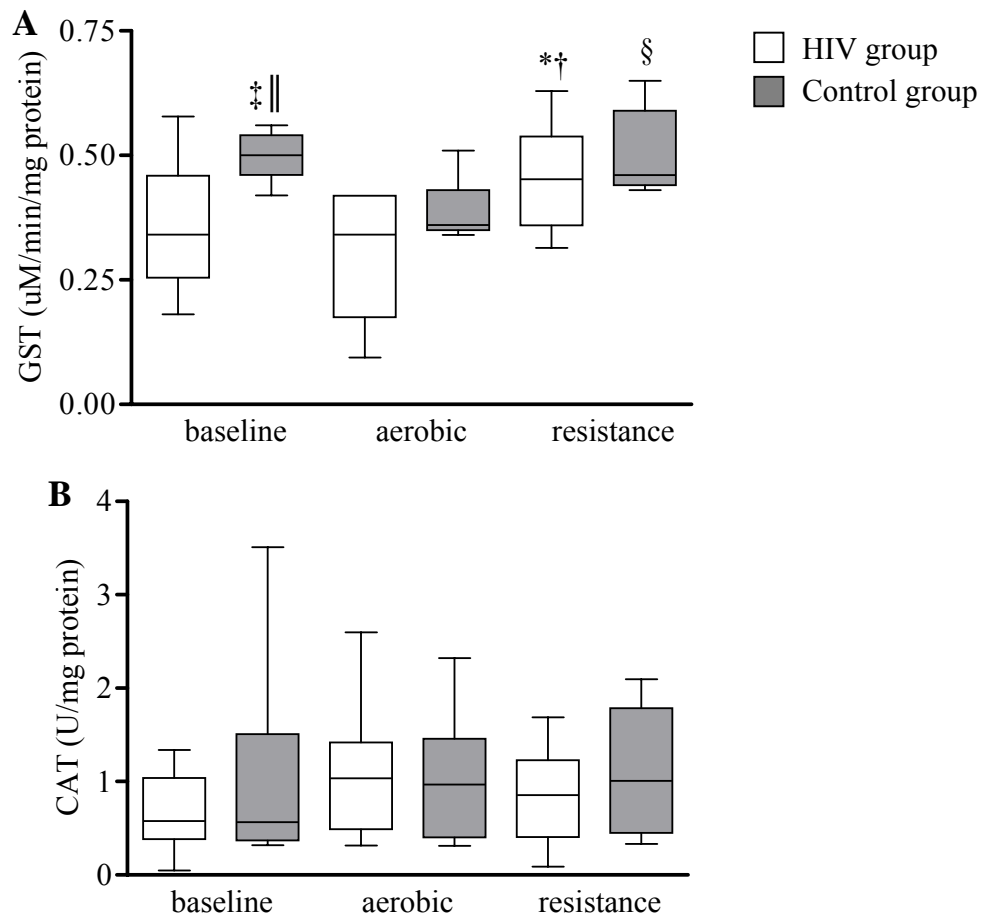 A
0.75
0.50
0.25
0.00
GST (uM/min/mg protein)
‡||
*†
§
HIV group
Control group
baseline aerobic resistance
B
4
3
2
1
0
CAT (U/mg protein)
baseline aerobic resistance